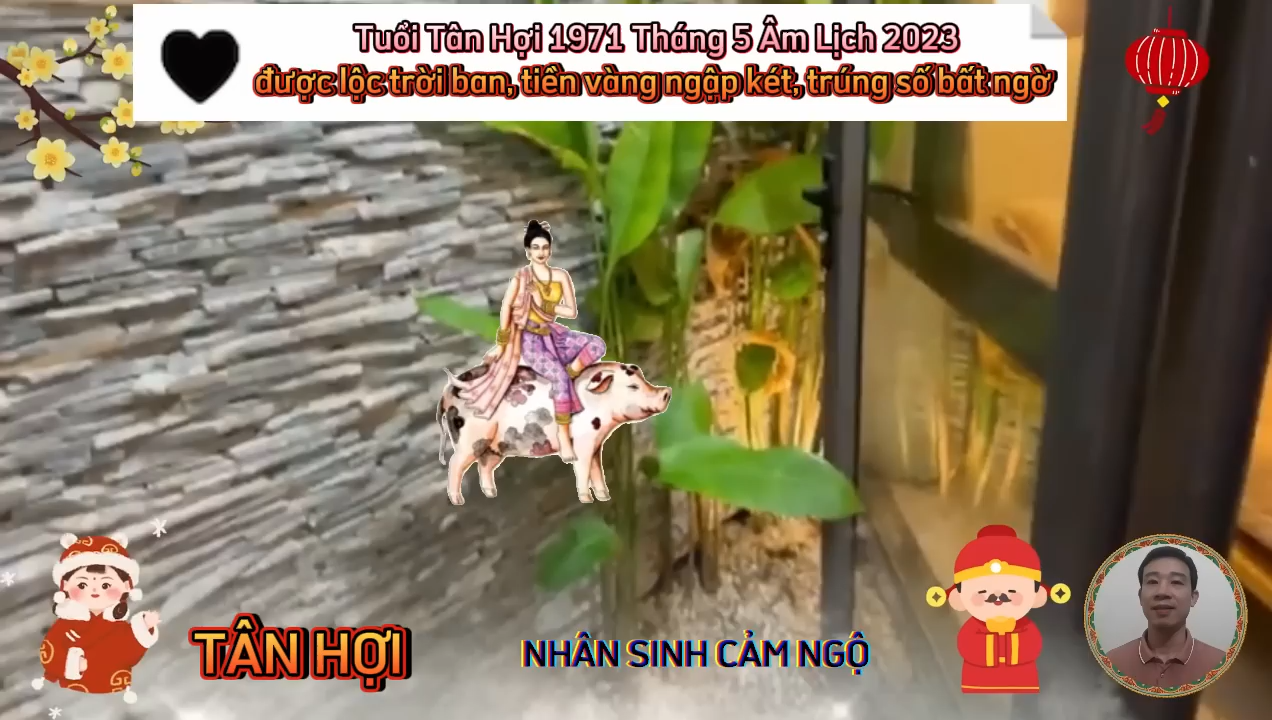 Tuổi Tân Hợi 1971 Tháng 5 Âm Lịch 2023
được lộc trời ban, tiền vàng ngập két, trúng số bất ngờ
TÂN HỢI
NHÂN SINH CẢM NGỘ